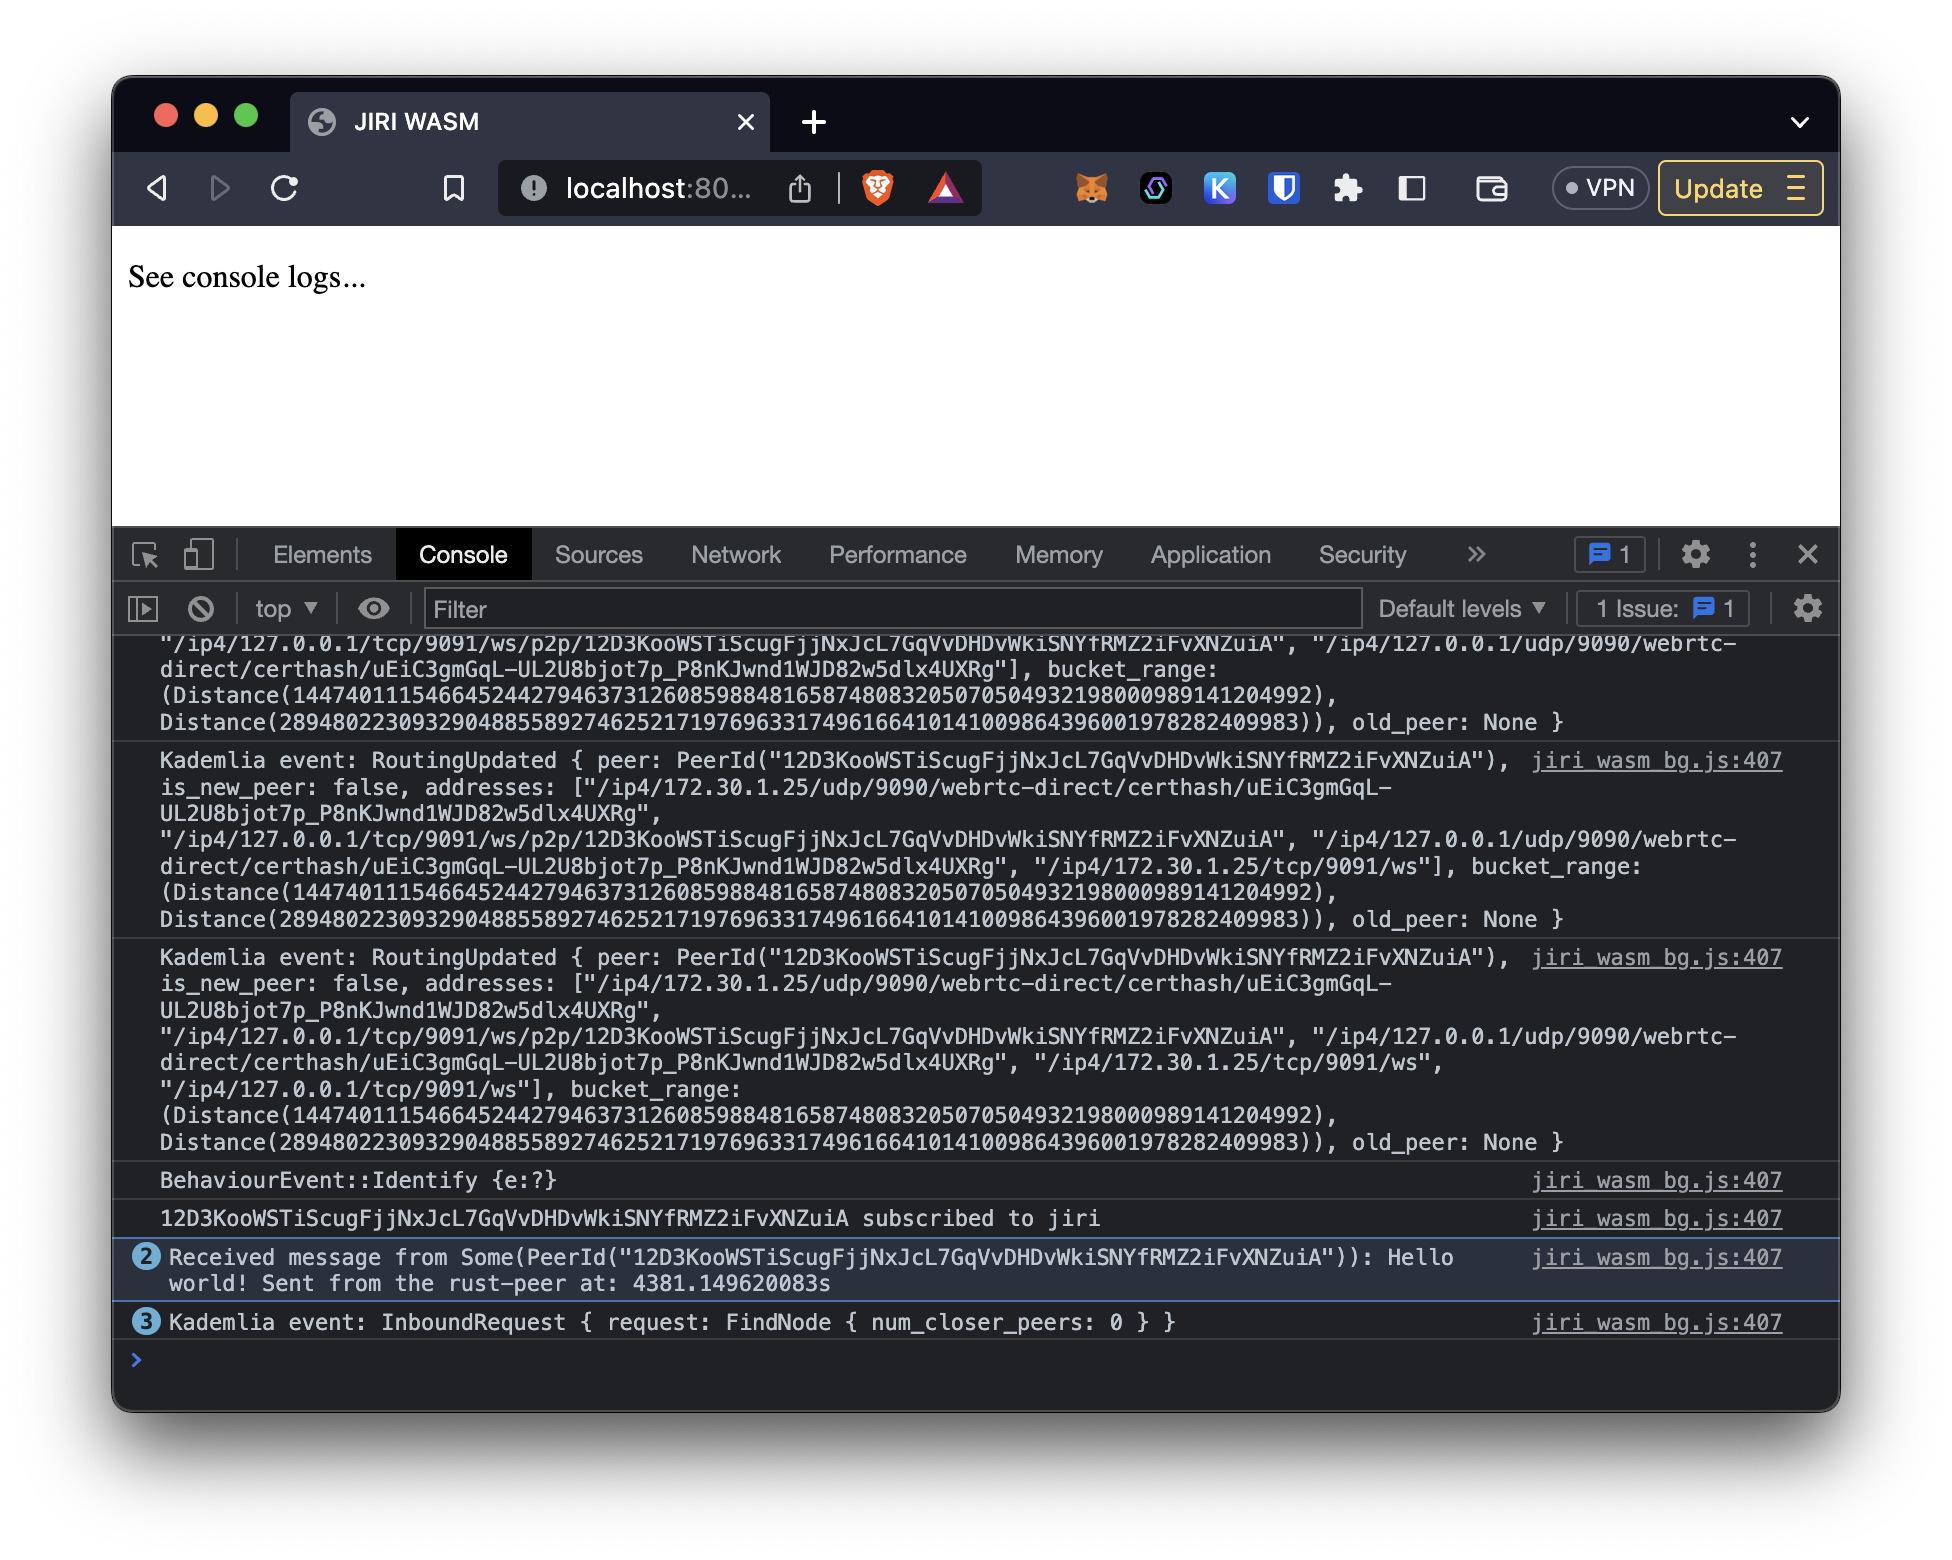 JIRI WASM
localhost:80...
VPN
Update
See console logs...
Elements
Console
Sources
Network
Performance
Memory
Application
Security
1
top
Filter
Default levels
1 Issue:
1
"/ip4/127.0.0.1/tcp/9091/ws/p2p/12D3KooWSTiScugFjjNxJcL7GqVvDHDvWkiSNYfRMZ2iFvXNZuiA", "/ip4/127.0.0.1/udp/9090/webrtc-
direct/certhash/uEiC3gmGqL-UL2U8bjot7p_P8nKJwnd1WJD82w5dlx4UXRg"], bucket_range:
(Distance(14474011154664524427946373126085988481658748083205070504932198000989141204992),
Distance(28948022309329048855892746252171976963317496166410141009864396001978282409983)), old_peer: None }
Kademlia event: RoutingUpdated { peer: PeerId("12D3KooWSTiScugFjjNxJcL7GqVvDHDvWkiSNYfRMZ2iFvXNZuiA"), jiri_wasm_bg.js:407
is_new_peer: false, addresses: ["/ip4/172.30.1.25/udp/9090/webrtc-direct/certhash/uEiC3gmGqL-
UL2U8bjot7p_P8nKJwnd1WJD82w5dlx4UXRg",
"/ip4/127.0.0.1/tcp/9091/ws/p2p/12D3KooWSTiScugFjjNxJcL7GqVvDHDvWkiSNYfRMZ2iFvXNZuiA", "/ip4/127.0.0.1/udp/9090/webrtc-
direct/certhash/uEiC3gmGqL-UL2U8bjot7p_P8nKJwnd1WJD82w5dlx4UXRg", "/ip4/172.30.1.25/tcp/9091/ws"], bucket_range:
(Distance(14474011154664524427946373126085988481658748083205070504932198000989141204992),
Distance(28948022309329048855892746252171976963317496166410141009864396001978282409983)), old_peer: None }
Kademlia event: RoutingUpdated { peer: PeerId("12D3KooWSTiScugFjjNxJcL7GqVvDHDvWkiSNYfRMZ2iFvXNZuiA"), jiri_wasm_bg.js:407
is_new_peer: false, addresses: ["/ip4/172.30.1.25/udp/9090/webrtc-direct/certhash/uEiC3gmGqL-
UL2U8bjot7p_P8nKJwnd1WJD82w5dlx4UXRg",
"/ip4/127.0.0.1/tcp/9091/ws/p2p/12D3KooWSTiScugFjjNxJcL7GqVvDHDvWkiSNYfRMZ2iFvXNZuiA", "/ip4/127.0.0.1/udp/9090/webrtc-
direct/certhash/uEiC3gmGqL-UL2U8bjot7p_P8nKJwnd1WJD82w5dlx4UXRg", "/ip4/172.30.1.25/tcp/9091/ws",
"/ip4/127.0.0.1/tcp/9091/ws"], bucket_range:
(Distance(14474011154664524427946373126085988481658748083205070504932198000989141204992),
Distance(28948022309329048855892746252171976963317496166410141009864396001978282409983)), old_peer: None }
BehaviourEvent::Identify {e:?} jiri_wasm_bg.js:407
12D3KooWSTiScugFjjNxJcL7GqVvDHDvWkiSNYfRMZ2iFvXNZuiA subscribed to jiri jiri_wasm_bg.js:407
2 Received message from Some(PeerId("12D3KooWSTiScugFjjNxJcL7GqVvDHDvWkiSNYfRMZ2iFvXNZuiA")): Hello jiri_wasm_bg.js:407
world! Sent from the rust-peer at: 4381.149620083s
3 Kademlia event: InboundRequest { request: FindNode { num_closer_peers: 0 } } jiri_wasm_bg.js:407